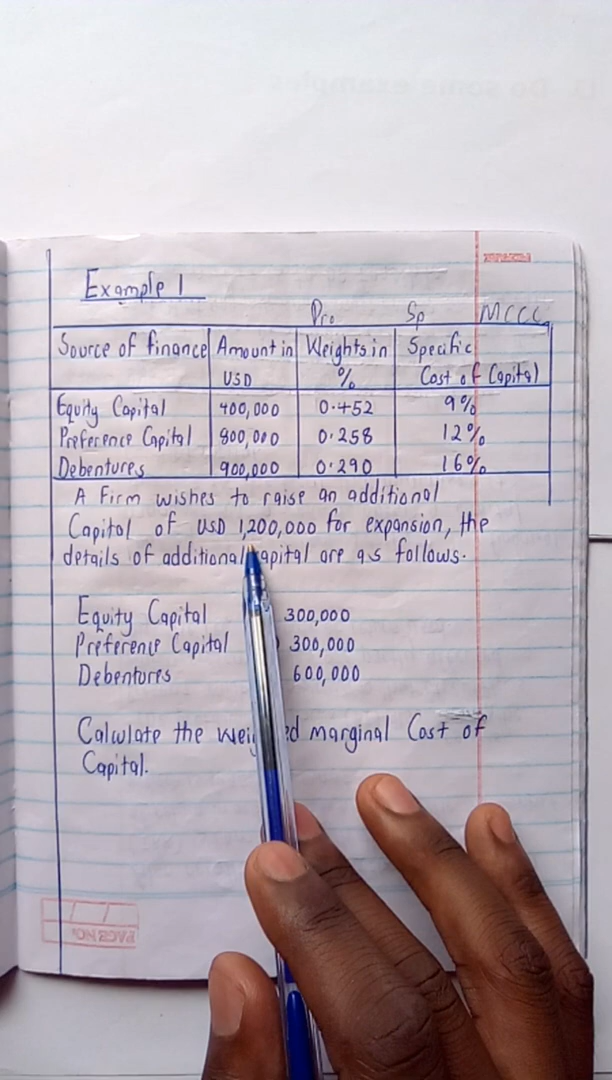 Example 1
Pro Sp MCCC
Source of finance Amount in USD Weights in % Specific Cost of Capital
Equity Capital 400,000 0.452 9%
Preference Capital 800,000 0.258 12%
Debentures 900,000 0.290 16%
A Firm wishes to raise an additional
Capital of USD 1,200,000 for expansion, the
details of additional capital are as follows.
Equity Capital 300,000
Preference Capital 300,000
Debentures 600,000
Calculate the marginal Cost of
Capital.
PAGE NO.